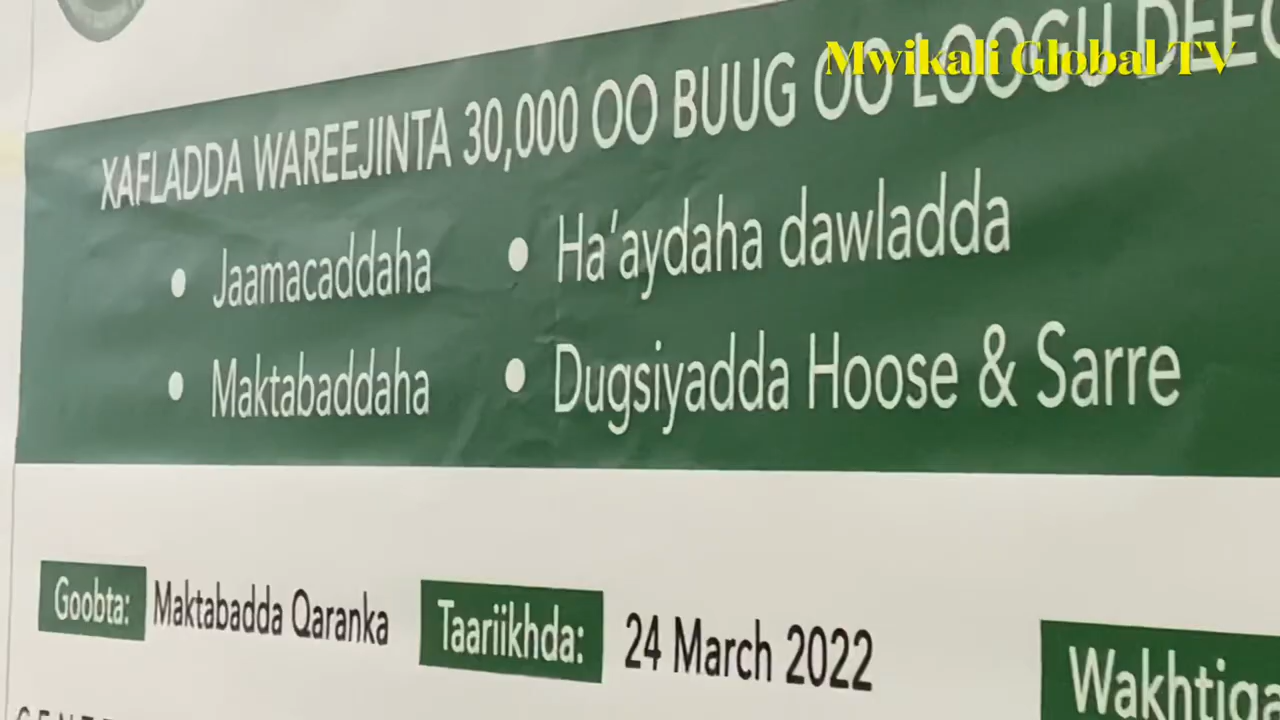 Mwikali Global TV
XAFLADDA WAREEJINTA 30,000 OO BUUG OO LOOGU
• Jaamacaddaha
• Ha'aydaha dawladda
• Maktabaddaha
• Dugsiyadda Hoose & Sarre
Goobta: Maktabadda Qaranka
Taariikhda: 24 March 2022